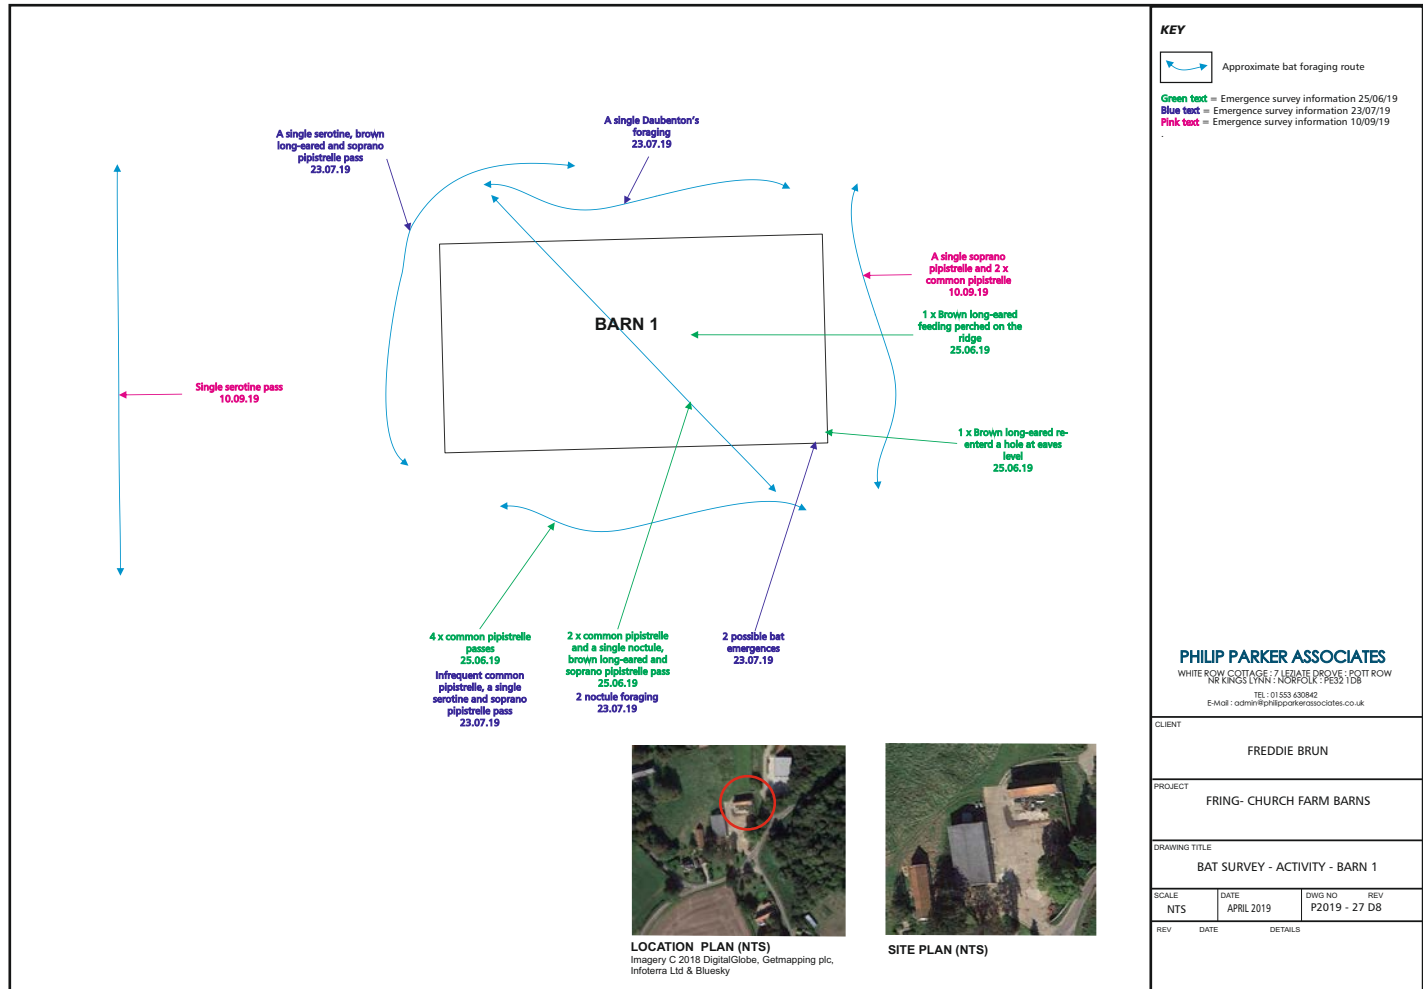 A single serotine, brown
long-eared and soprano
pipistrelle pass
23.07.19
A single Daubenton's
foraging
23.07.19
A single soprano
pipistrelle and 2 x
common pipistrelle
10.09.19
BARN 1
1 x Brown long-eared
feeding perched on the
ridge
25.06.19
Single serotine pass
10.09.19
1 x Brown long-eared re-
enterd a hole at eaves
level
25.06.19
4 x common pipistrelle
passes
25.06.19
Infrequent common
pipistrelle, a single
serotine and soprano
pipistrelle pass
23.07.19
2 x common pipistrelle
and a single noctule,
brown long-eared and
soprano pipistrelle pass
25.06.19
2 noctule foraging
23.07.19
2 possible bat
emergences
23.07.19
LOCATION PLAN (NTS)
Imagery C 2018 DigitalGlobe, Getmapping plc,
Infoterra Ltd & Bluesky
SITE PLAN (NTS)
KEY
Approximate bat foraging route
Green text = Emergence survey information 25/06/19
Blue text = Emergence survey information 23/07/19
Pink text = Emergence survey information 10/09/19
.
PHILIP PARKER ASSOCIATES
WHITE ROW COTTAGE : 7 LEZIATE DROVE : POTT ROW
NR KINGS LYNN : NORFOLK : PE32 1DB
TEL : 01553 630842
E-Mail : admin@philipparkerassociates.co.uk
CLIENT
FREDDIE BRUN
PROJECT
FRING- CHURCH FARM BARNS
DRAWING TITLE
BAT SURVEY - ACTIVITY - BARN 1
SCALE DATE DWG NO REV
NTS APRIL 2019 P2019 - 27 D8
REV DATE DETAILS